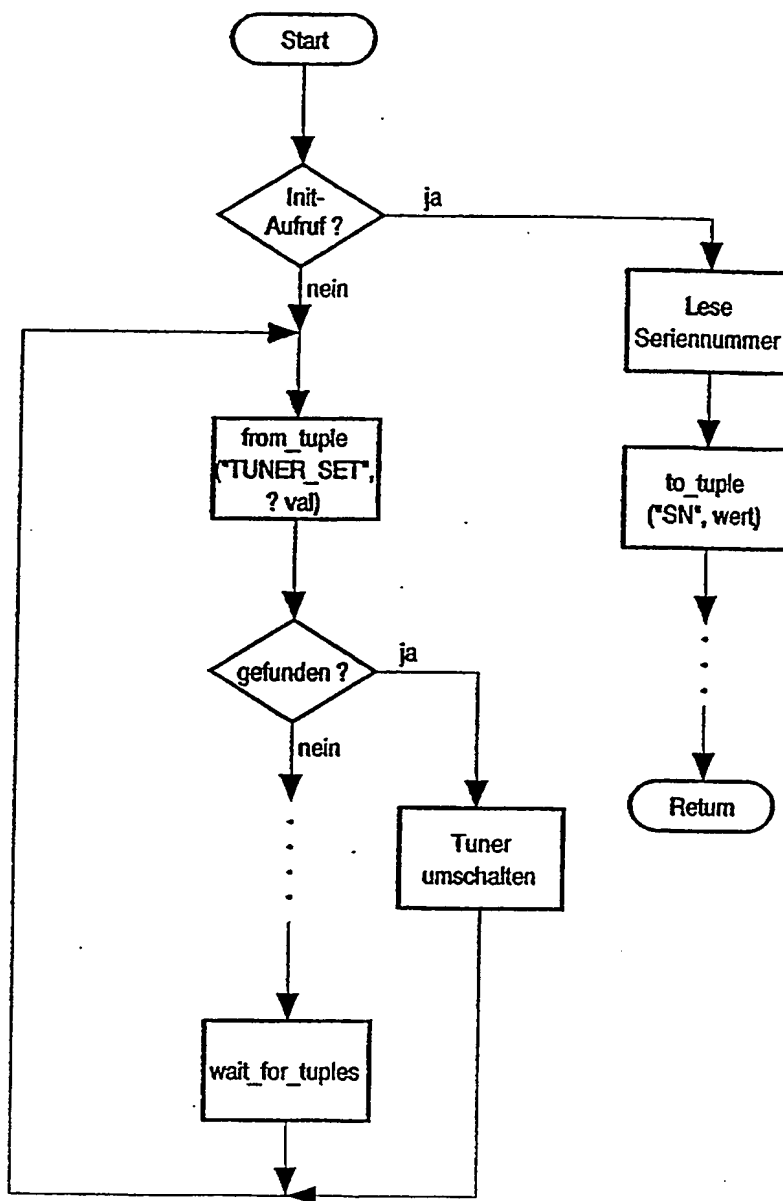 Start
Init-
Aufruf ?
ja
nein
Lese
Seriennummer
from_tuple
("TUNER_SET",
? val)
to_tuple
("SN", wert)
gefunden ?
ja
nein
Return
Tuner
umschalten
wait_for_tuples